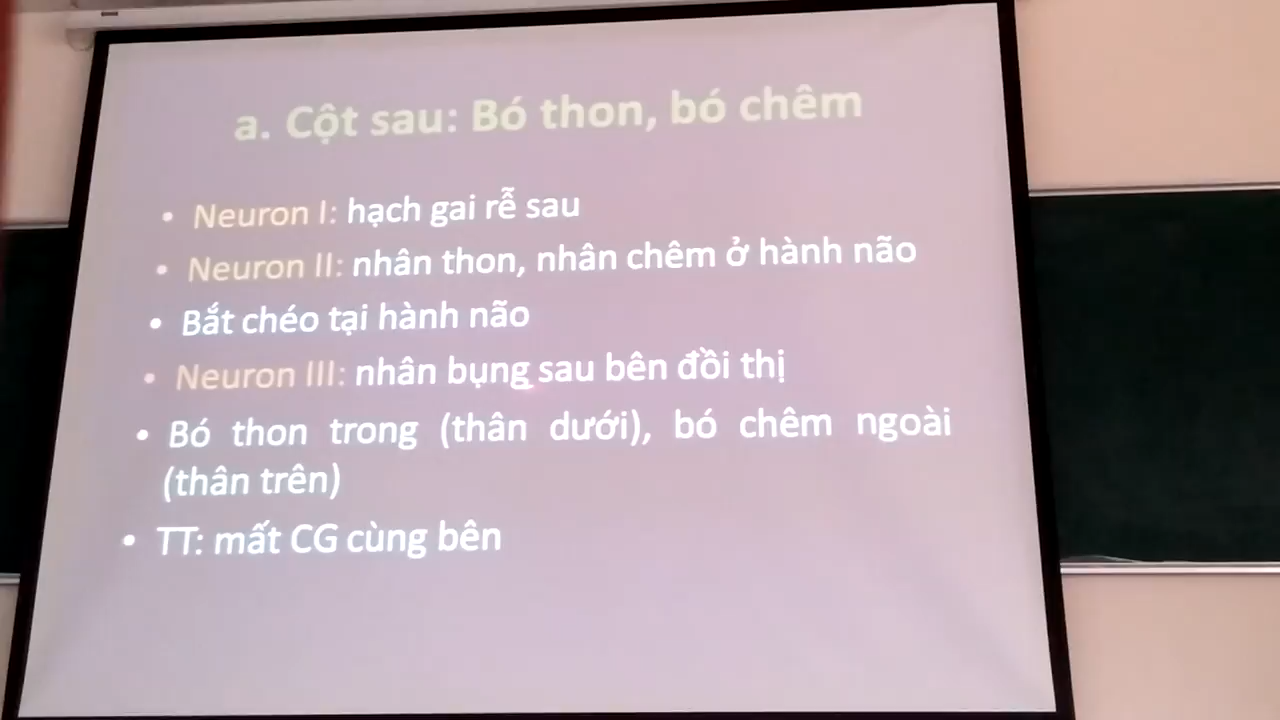 a. Cột sau: Bó thon, bó chêm
• Neuron I: hạch gai rễ sau
• Neuron II: nhân thon, nhân chêm ở hành não
• Bắt chéo tại hành não
• Neuron III: nhân bụng sau bên đồi thị
• Bó thon trong (thân dưới), bó chêm ngoài
(thân trên)
• TT: mất CG cùng bên